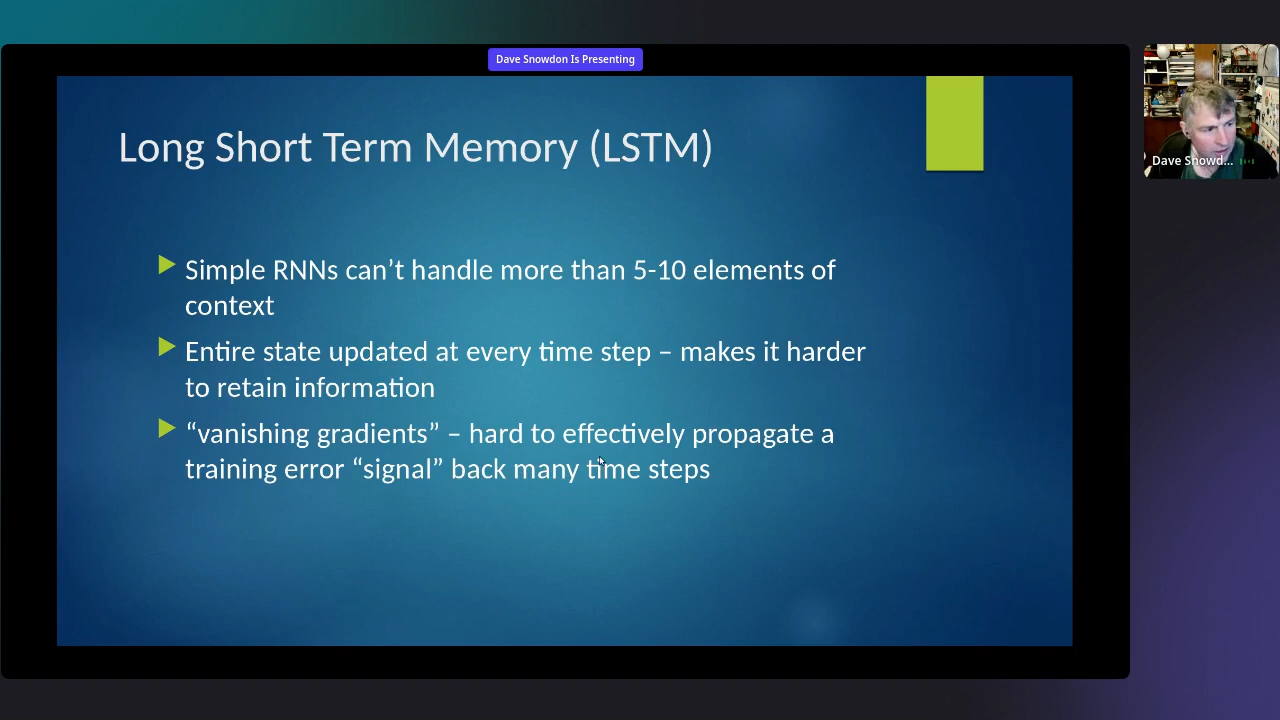 Dave Snowdon Is Presenting
Long Short Term Memory (LSTM)
Simple RNNs can’t handle more than 5-10 elements of
context
Entire state updated at every time step – makes it harder
to retain information
“vanishing gradients” – hard to effectively propagate a
training error “signal” back many time steps
Dave Snowd...